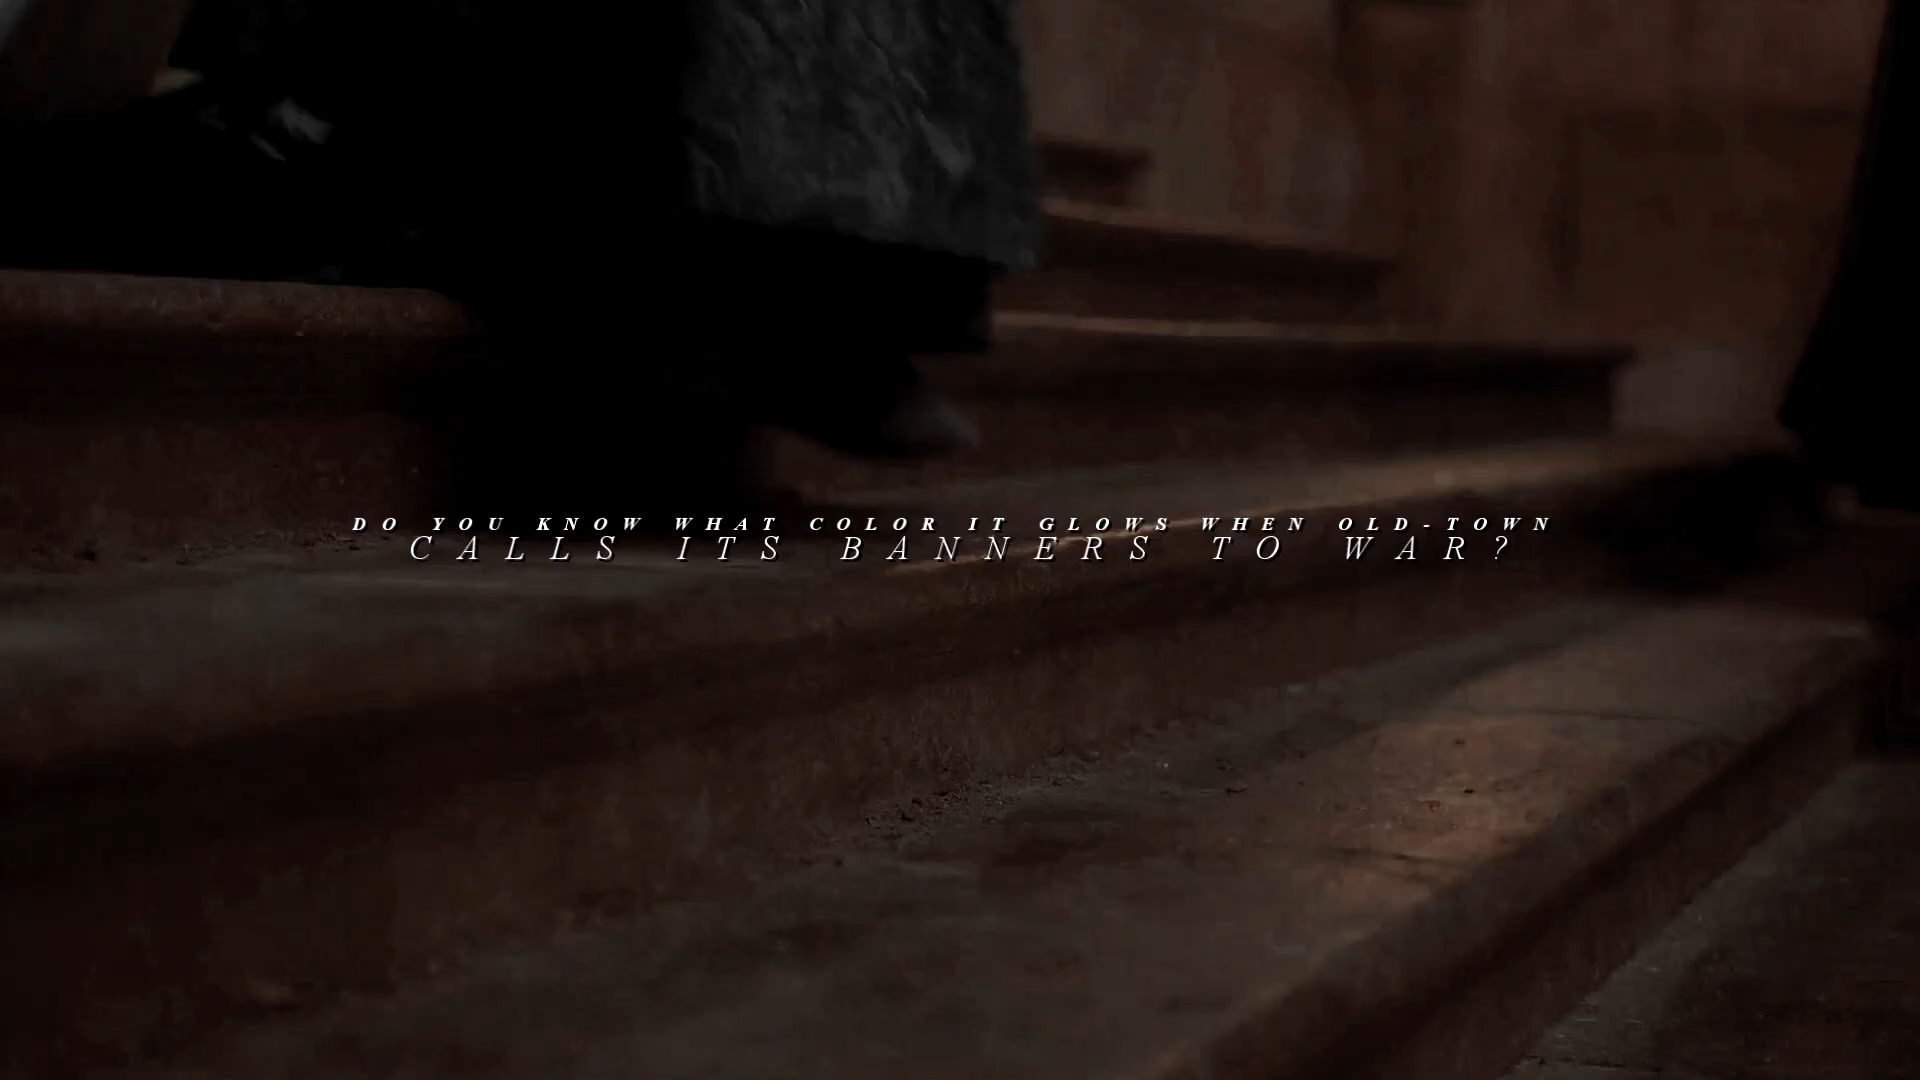 DO YOU KNOW WHAT COLOR IT GLOWS WHEN OLD-TOWN
CALLS ITS BANNERS TO WAR?